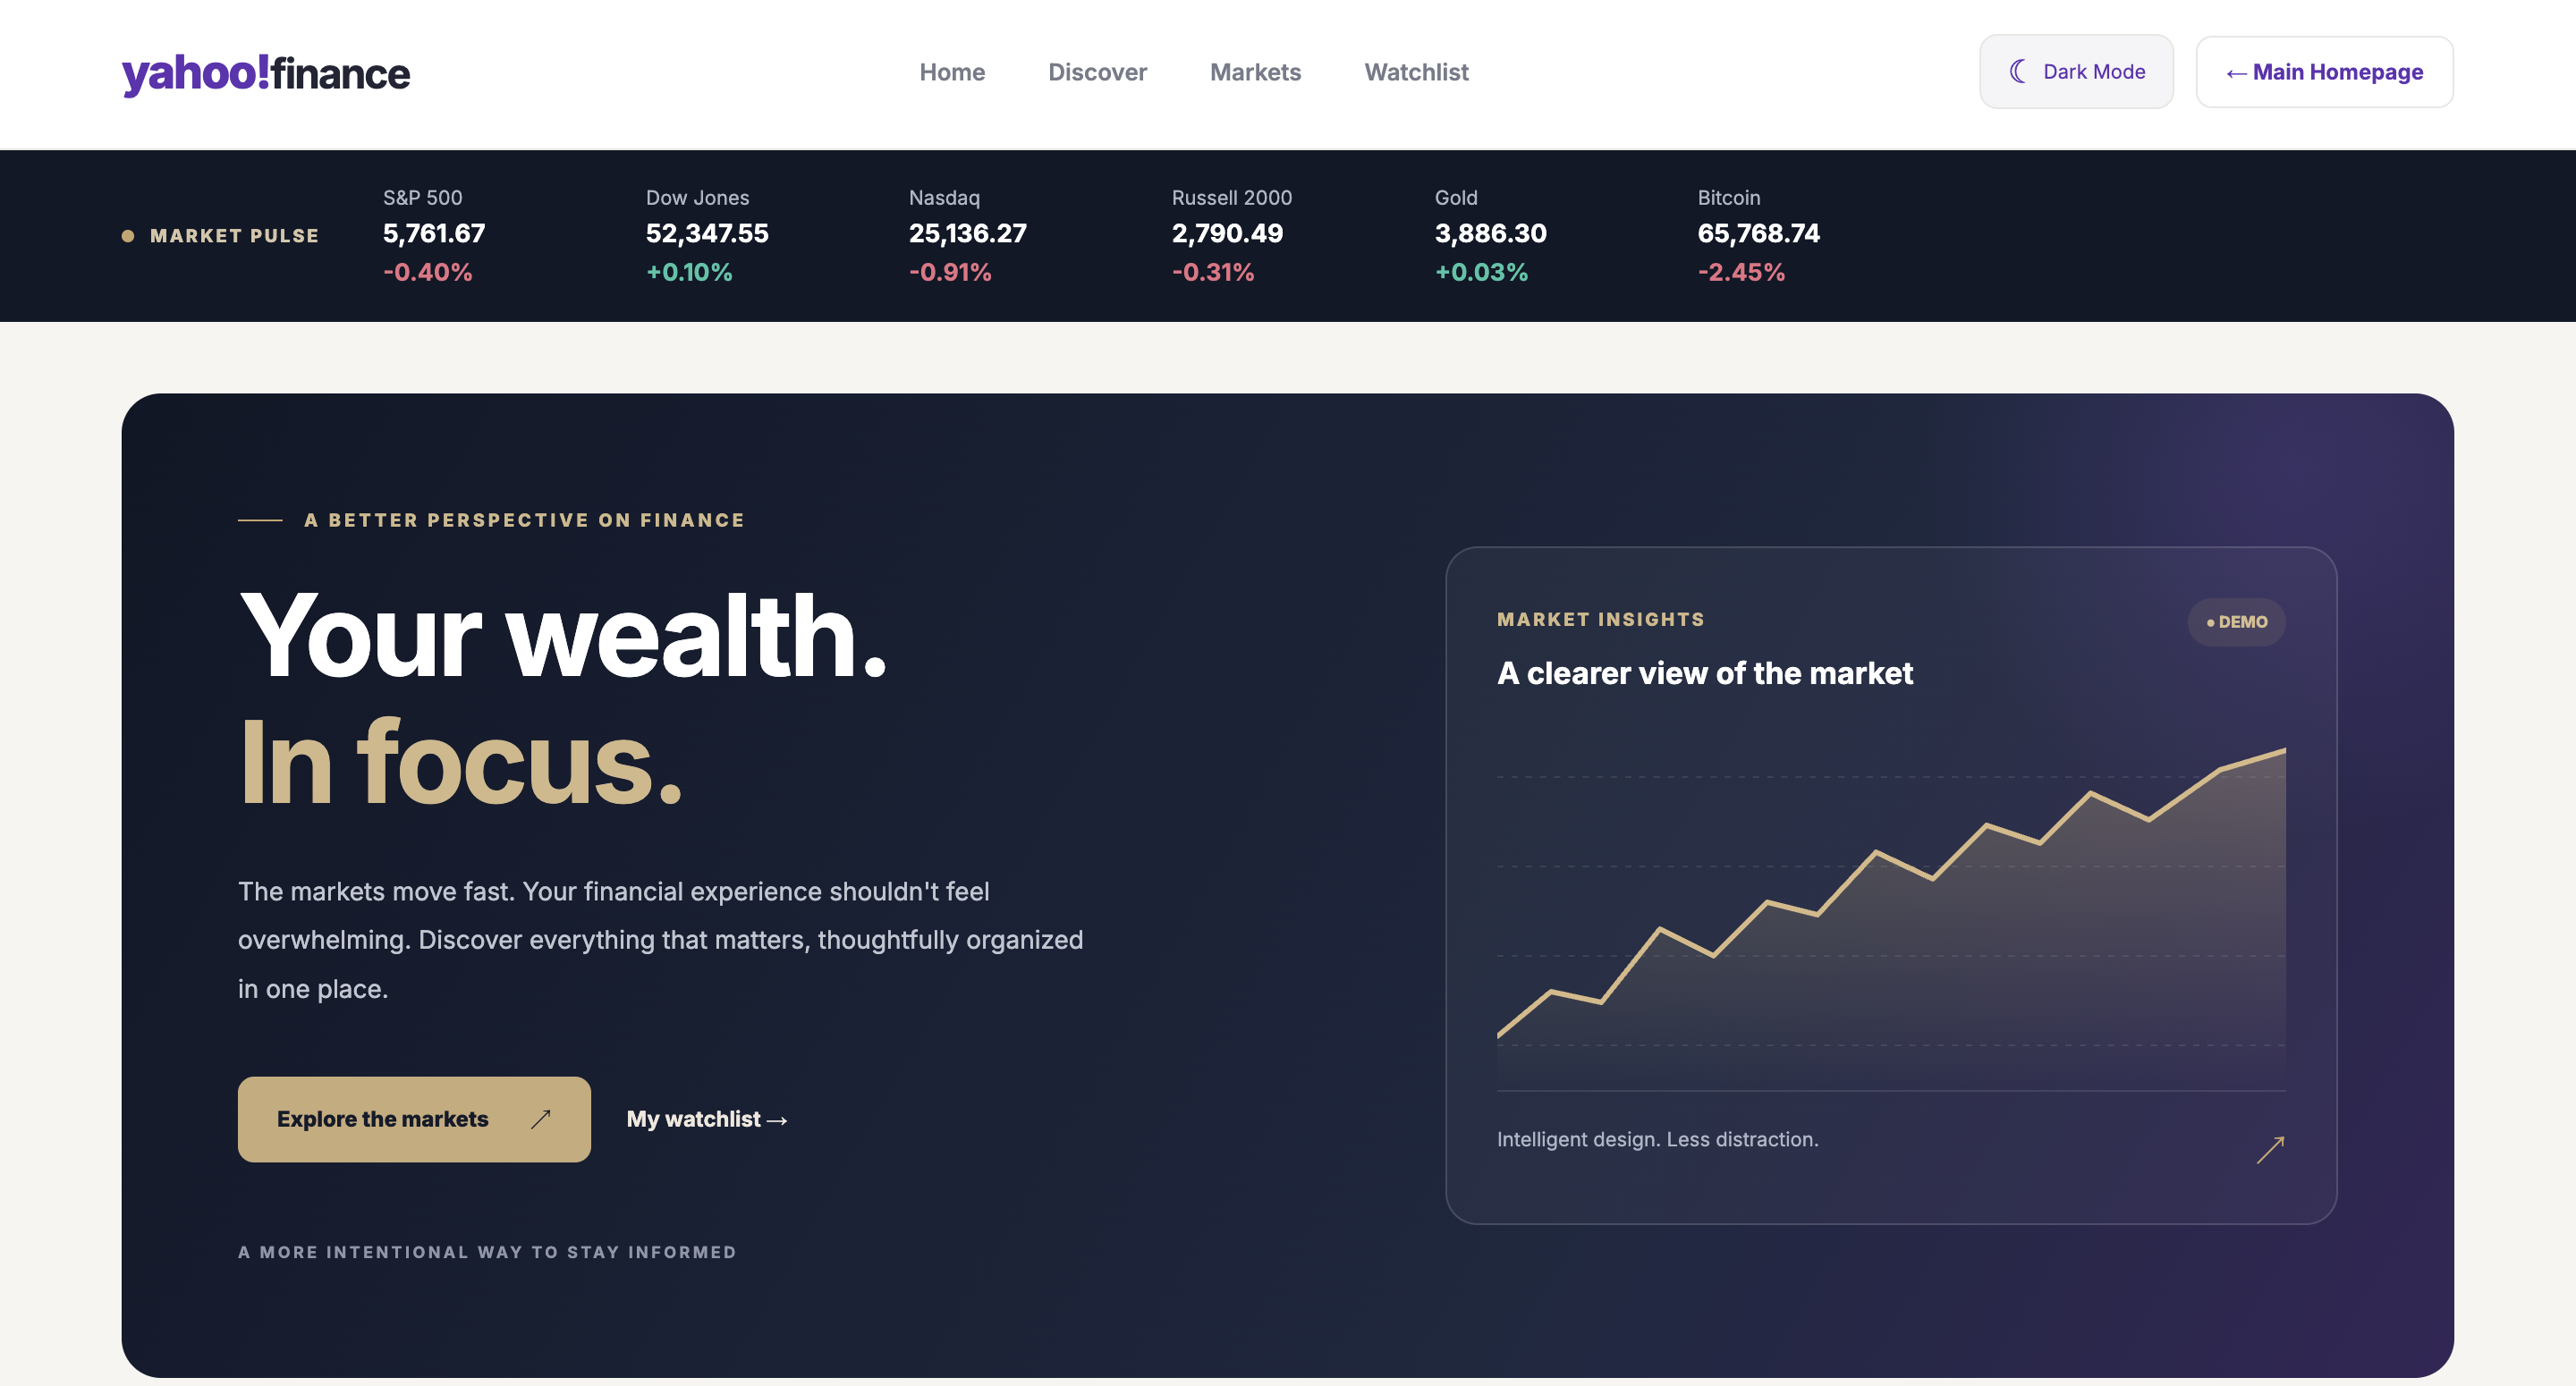 yahoo!finance
Home
Discover
Markets
Watchlist
☾ Dark Mode
← Main Homepage
MARKET PULSE
S&P 500
5,761.67
-0.40%
Dow Jones
52,347.55
+0.10%
Nasdaq
25,136.27
-0.91%
Russell 2000
2,790.49
-0.31%
Gold
3,886.30
+0.03%
Bitcoin
65,768.74
-2.45%
A BETTER PERSPECTIVE ON FINANCE
Your wealth.
In focus.
The markets move fast. Your financial experience shouldn't feel
overwhelming. Discover everything that matters, thoughtfully organized
in one place.
Explore the markets ↗
My watchlist →
A MORE INTENTIONAL WAY TO STAY INFORMED
MARKET INSIGHTS
• DEMO
A clearer view of the market
Intelligent design. Less distraction.
↗